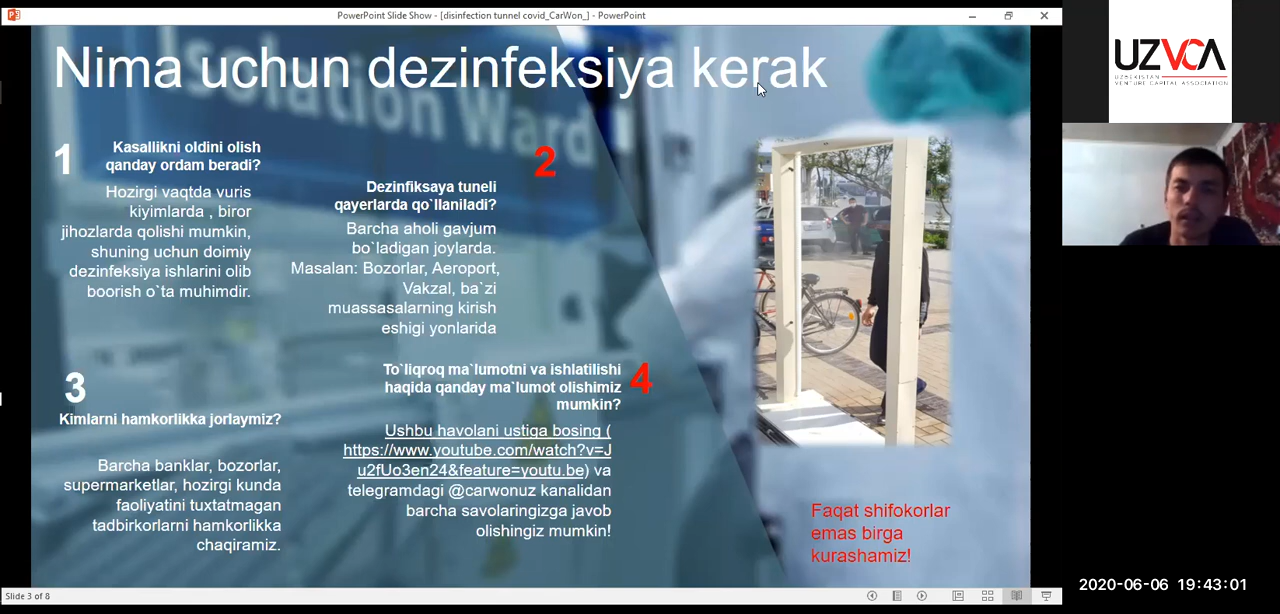 PowerPoint Slide Show - [disinfection tunnel covid_CarWon_] - PowerPoint
Nima uchun dezinfeksiya kerak
Isolation Ward
1
Kasallikni oldini olish
qanday ordam beradi?
Hozirgi vaqtda vuris
kiyimlarda , biror
jihozlarda qolishi mumkin,
shuning uchun doimiy
dezinfeksiya ishlarini olib
boorish o`ta muhimdir.
2
Dezinfiksaya tuneli
qayerlarda qo`llaniladi?
Barcha aholi gavjum
bo`ladigan joylarda.
Masalan: Bozorlar, Aeroport,
Vakzal, ba`zi
muassasalarning kirish
eshigi yonlarida
3
Kimlarni hamkorlikka jorlaymiz?
Barcha banklar, bozorlar,
supermarketlar, hozirgi kunda
faoliyatini tuxtatmagan
tadbirkorlarni hamkorlikka
chaqiramiz.
4
To`liqroq ma`lumotni va ishlatilishi
haqida qanday ma`lumot olishimiz
mumkin?
Ushbu havolani ustiga bosing (
https://www.youtube.com/watch?v=J
u2fUo3en24&feature=youtu.be) va
telegramdagi @carwonuz kanalidan
barcha savolaringizga javob
olishingiz mumkin!
Faqat shifokorlar
emas birga
kurashamiz!
Slide 3 of 8
UZVCA
UZBEKISTAN
VENTURE CAPITAL ASSOCIATION
2020-06-06 19:43:01